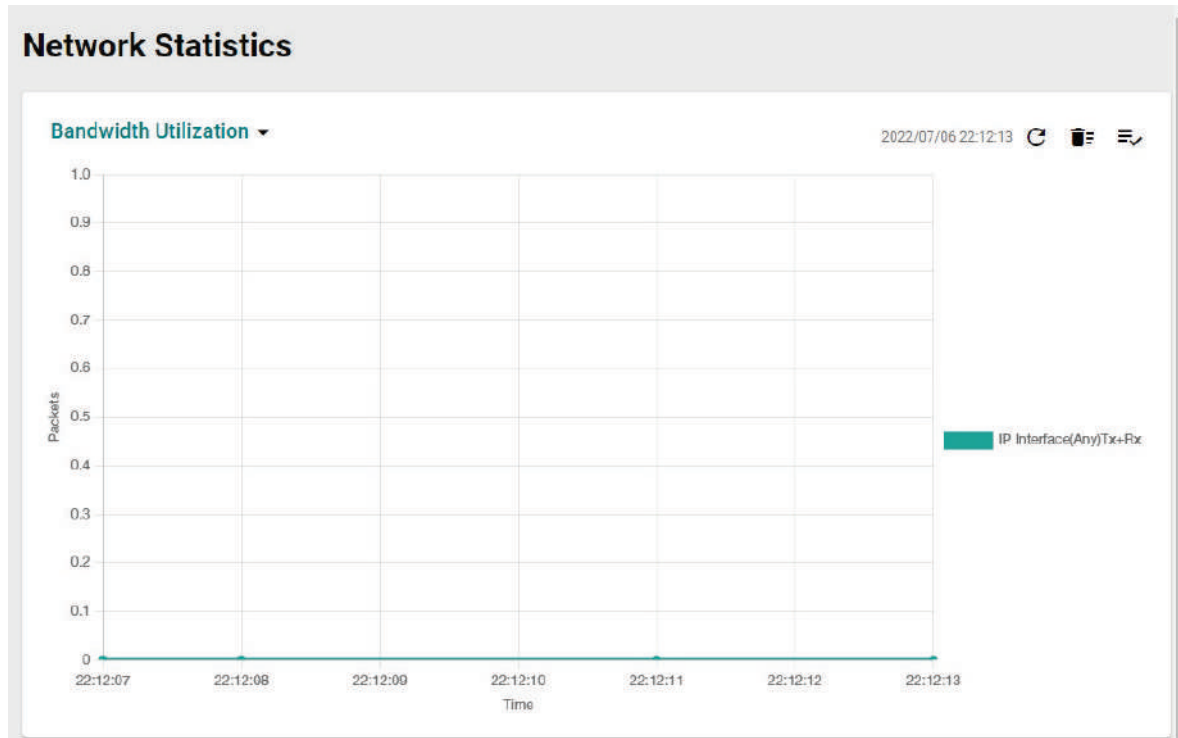 Network Statistics
Bandwidth Utilization
2022/07/06 22:12:13
1.0
0.9
0.8
0.7
0.6
0.5
0.4
0.3
0.2
0.1
0
Packets
IP Interface(Any)Tx+Rx
22:12:07 22:12:08 22:12:09 22:12:10 22:12:11 22:12:12 22:12:13
Time